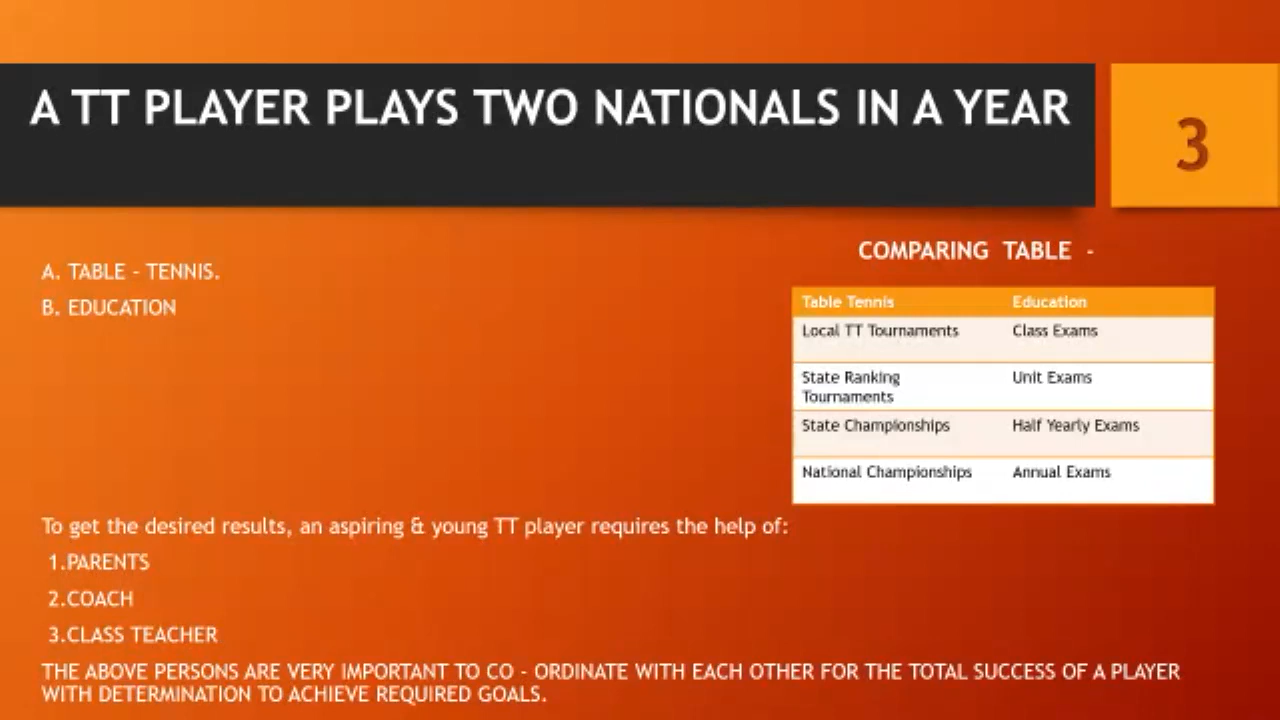 A TT PLAYER PLAYS TWO NATIONALS IN A YEAR
3
A. TABLE - TENNIS.
B. EDUCATION
COMPARING TABLE -
Table Tennis Education
Local TT Tournaments Class Exams
State Ranking Unit Exams
Tournaments
State Championships Half Yearly Exams
National Championships Annual Exams
To get the desired results, an aspiring & young TT player requires the help of:
1.PARENTS
2.COACH
3.CLASS TEACHER
THE ABOVE PERSONS ARE VERY IMPORTANT TO CO - ORDINATE WITH EACH OTHER FOR THE TOTAL SUCCESS OF A PLAYER
WITH DETERMINATION TO ACHIEVE REQUIRED GOALS.